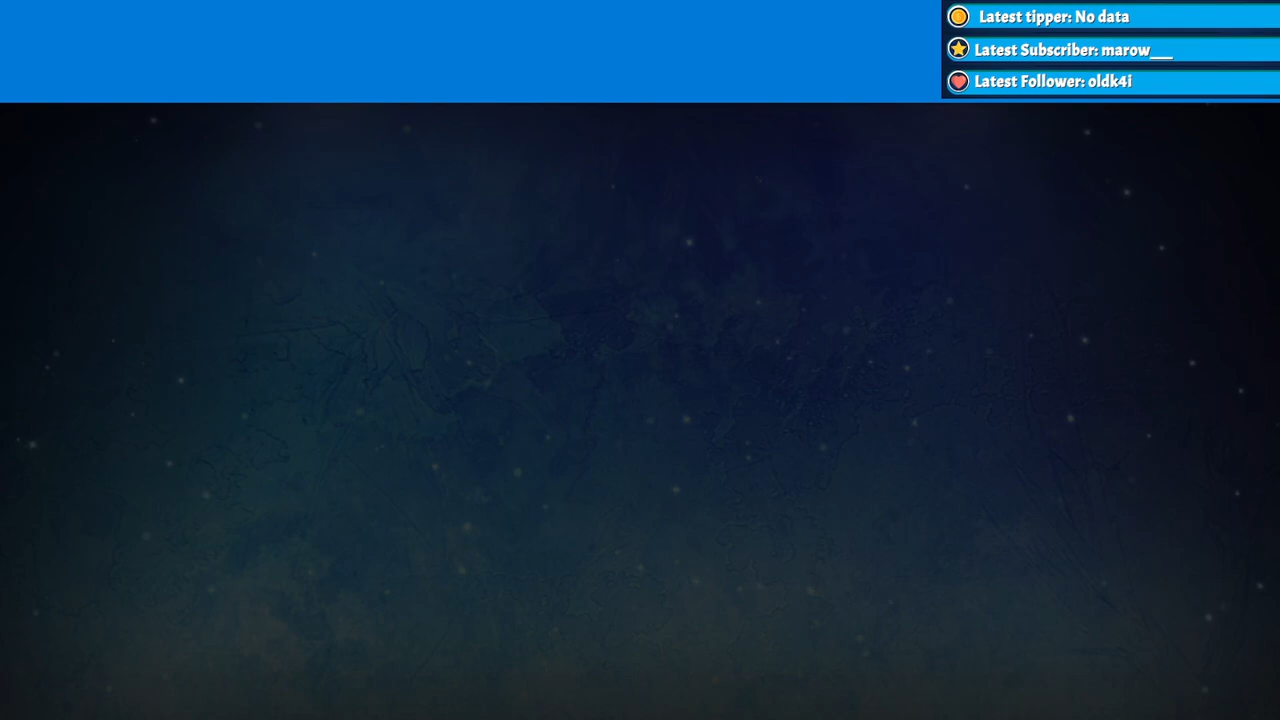 Latest tipper: No data
Latest Subscriber: marow___
Latest Follower: oldk4i